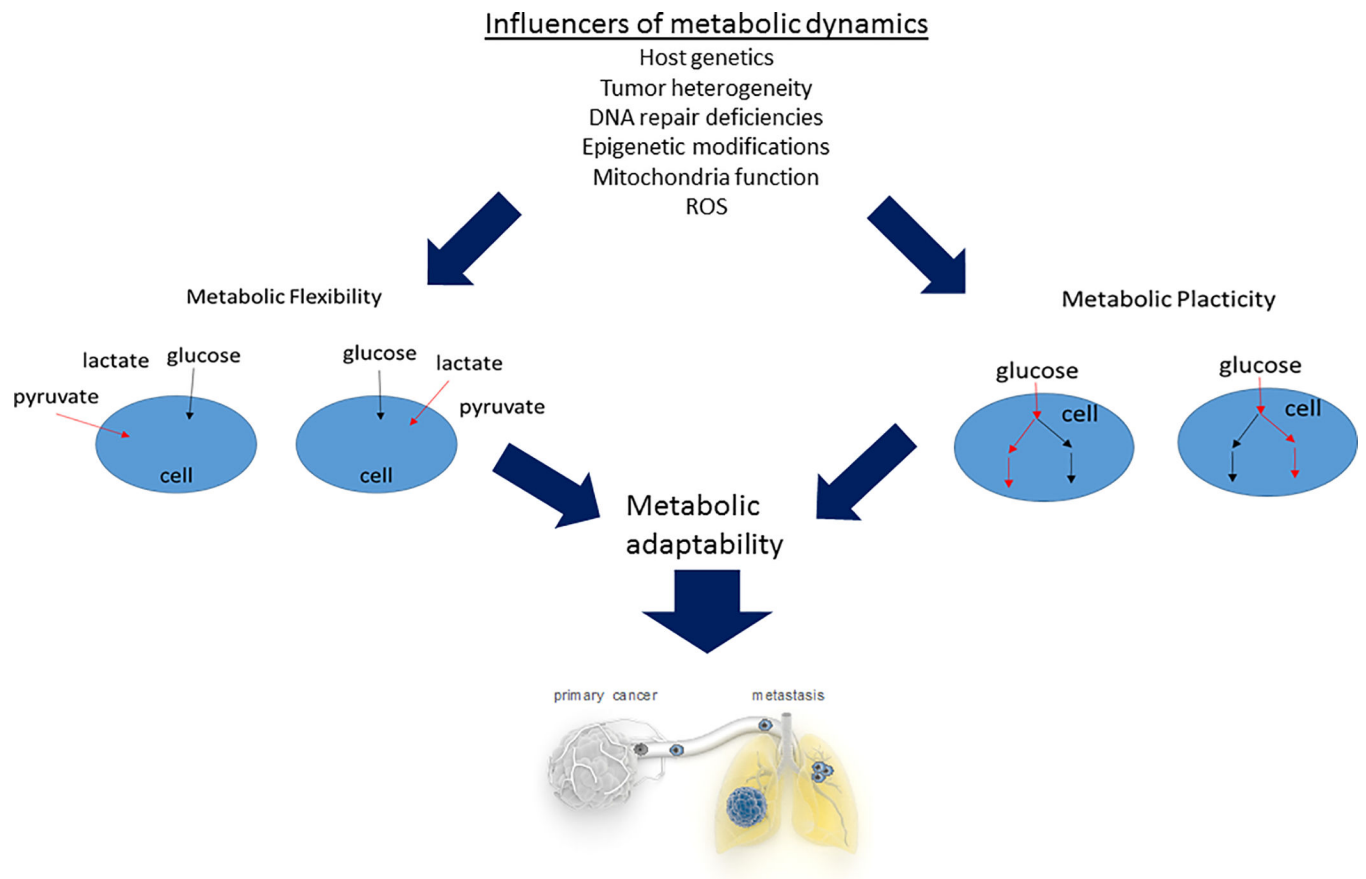 Influencers of metabolic dynamics
Host genetics
Tumor heterogeneity
DNA repair deficiencies
Epigenetic modifications
Mitochondria function
ROS
Metabolic Flexibility
lactate
glucose
pyruvate
cell
glucose
lactate
pyruvate
cell
Metabolic Placticity
glucose
cell
glucose
cell
Metabolic
adaptability
primary cancer
metastasis